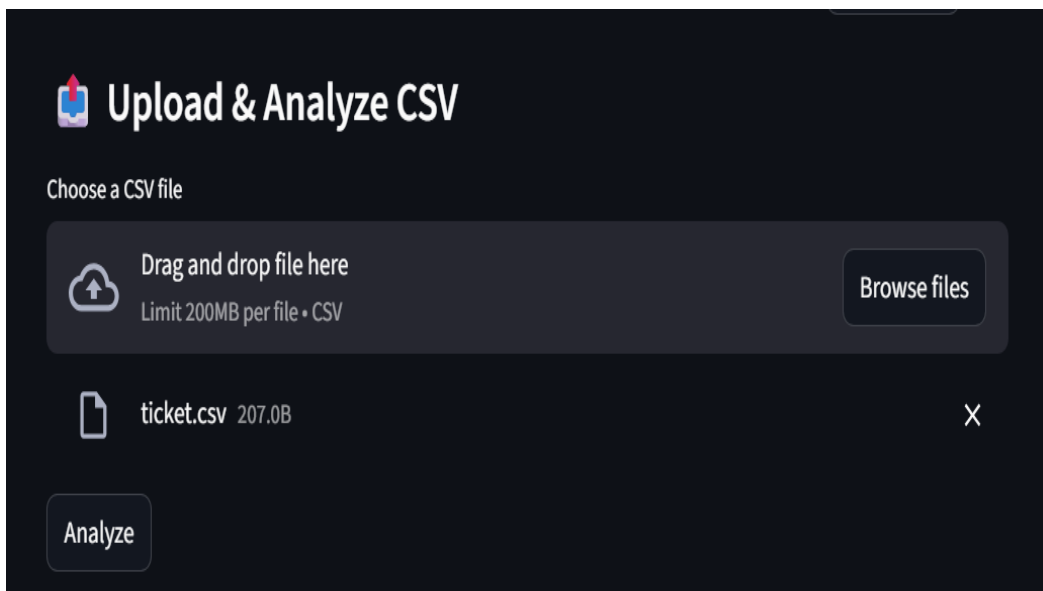 Upload & Analyze CSV
Choose a CSV file
Drag and drop file here
Limit 200MB per file • CSV
Browse files
ticket.csv 207.0B
X
Analyze